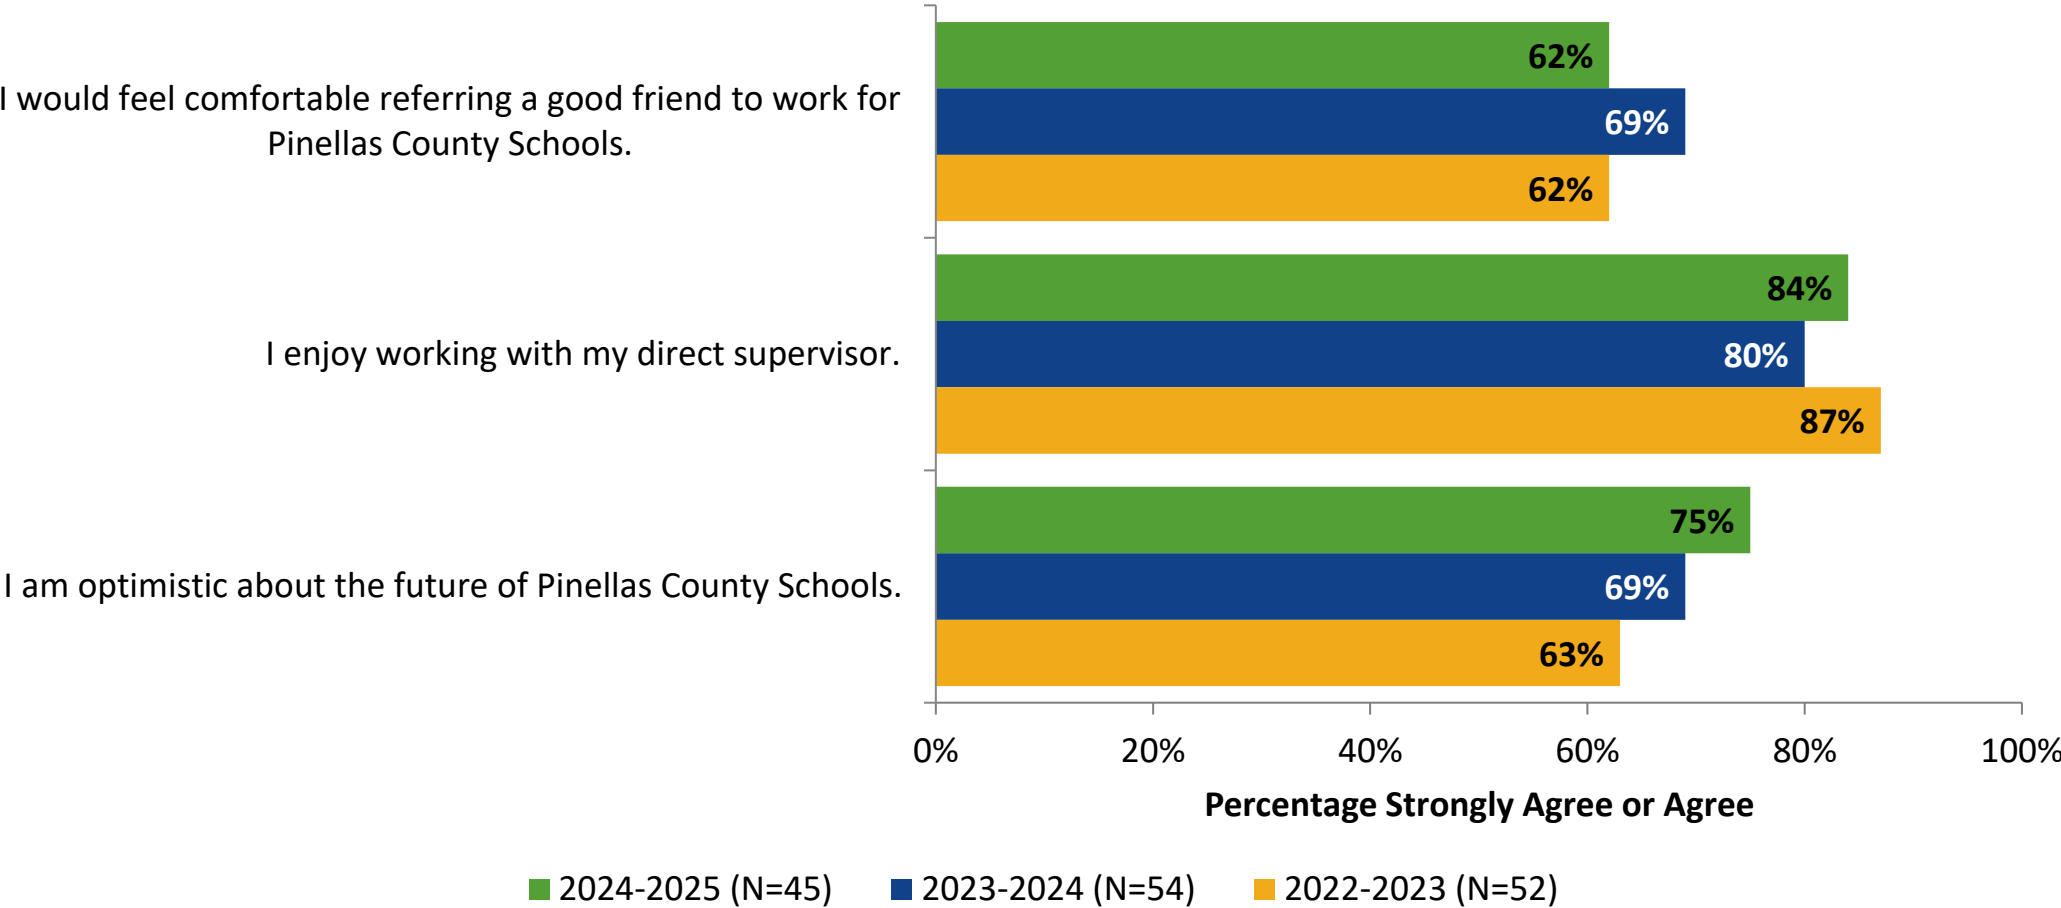 I would feel comfortable referring a good friend to work for
Pinellas County Schools.
62%
69%
62%
I enjoy working with my direct supervisor.
84%
80%
87%
I am optimistic about the future of Pinellas County Schools.
75%
69%
63%
0% 20% 40% 60% 80% 100%
Percentage Strongly Agree or Agree
2024-2025 (N=45) 2023-2024 (N=54) 2022-2023 (N=52)